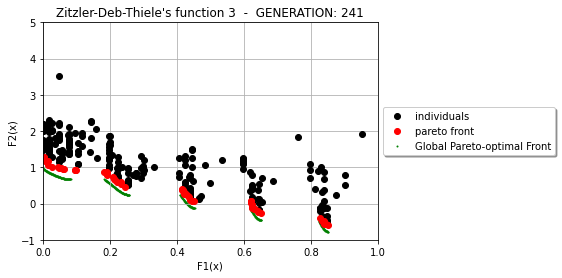 Zitzler-Deb-Thiele's function 3 - GENERATION: 241
5
4
3
2
1
0
−1
F2(x)
0.0 0.2 0.4 0.6 0.8 1.0
F1(x)
individuals
pareto front
Global Pareto-optimal Front